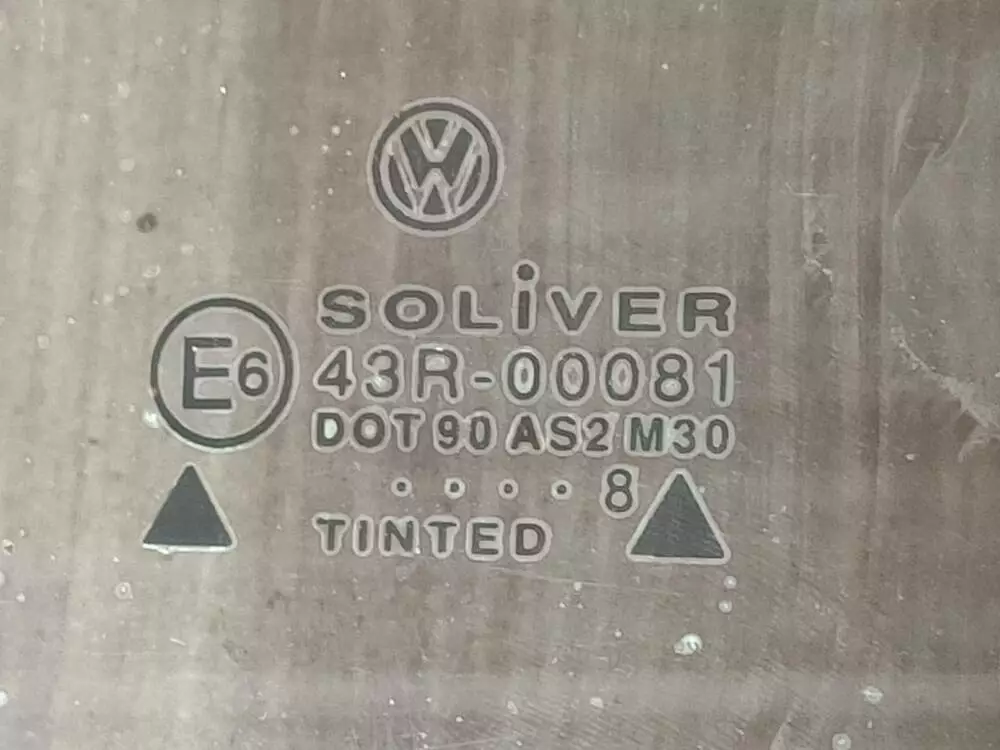 SOLiVER
E6
43R-00081
DOT 90 AS2 M30
.... 8
TINTED